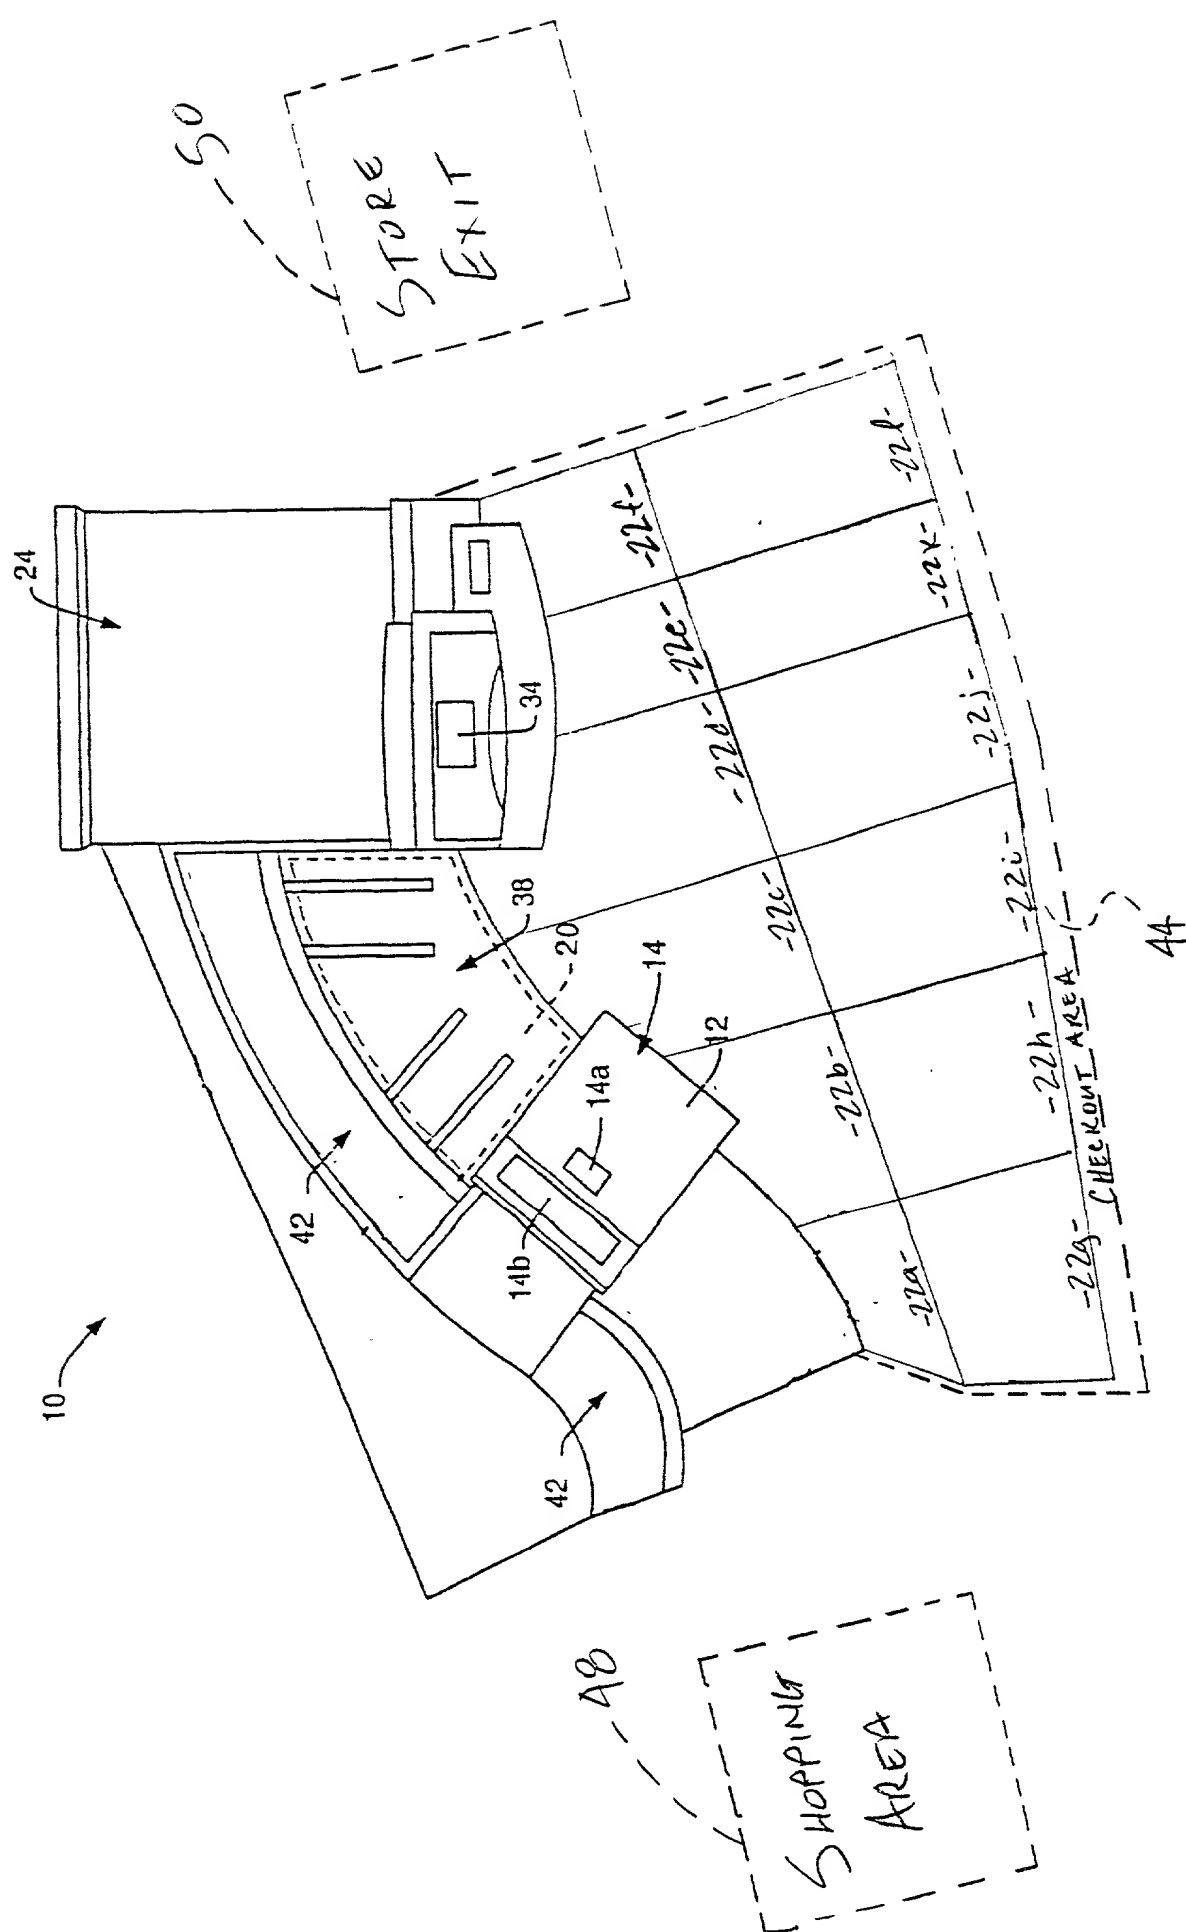 24
10
50
STORE
EXIT
42
14b
34
38
20
42
14a
14
12
48
SHOPPING
AREA
-22f-
-22e-
-22d-
-22c-
-22b-
-22a-
-22l-
-22k-
-22j-
-22i-
-22h-
-22g-
CHECKOUT AREA
44